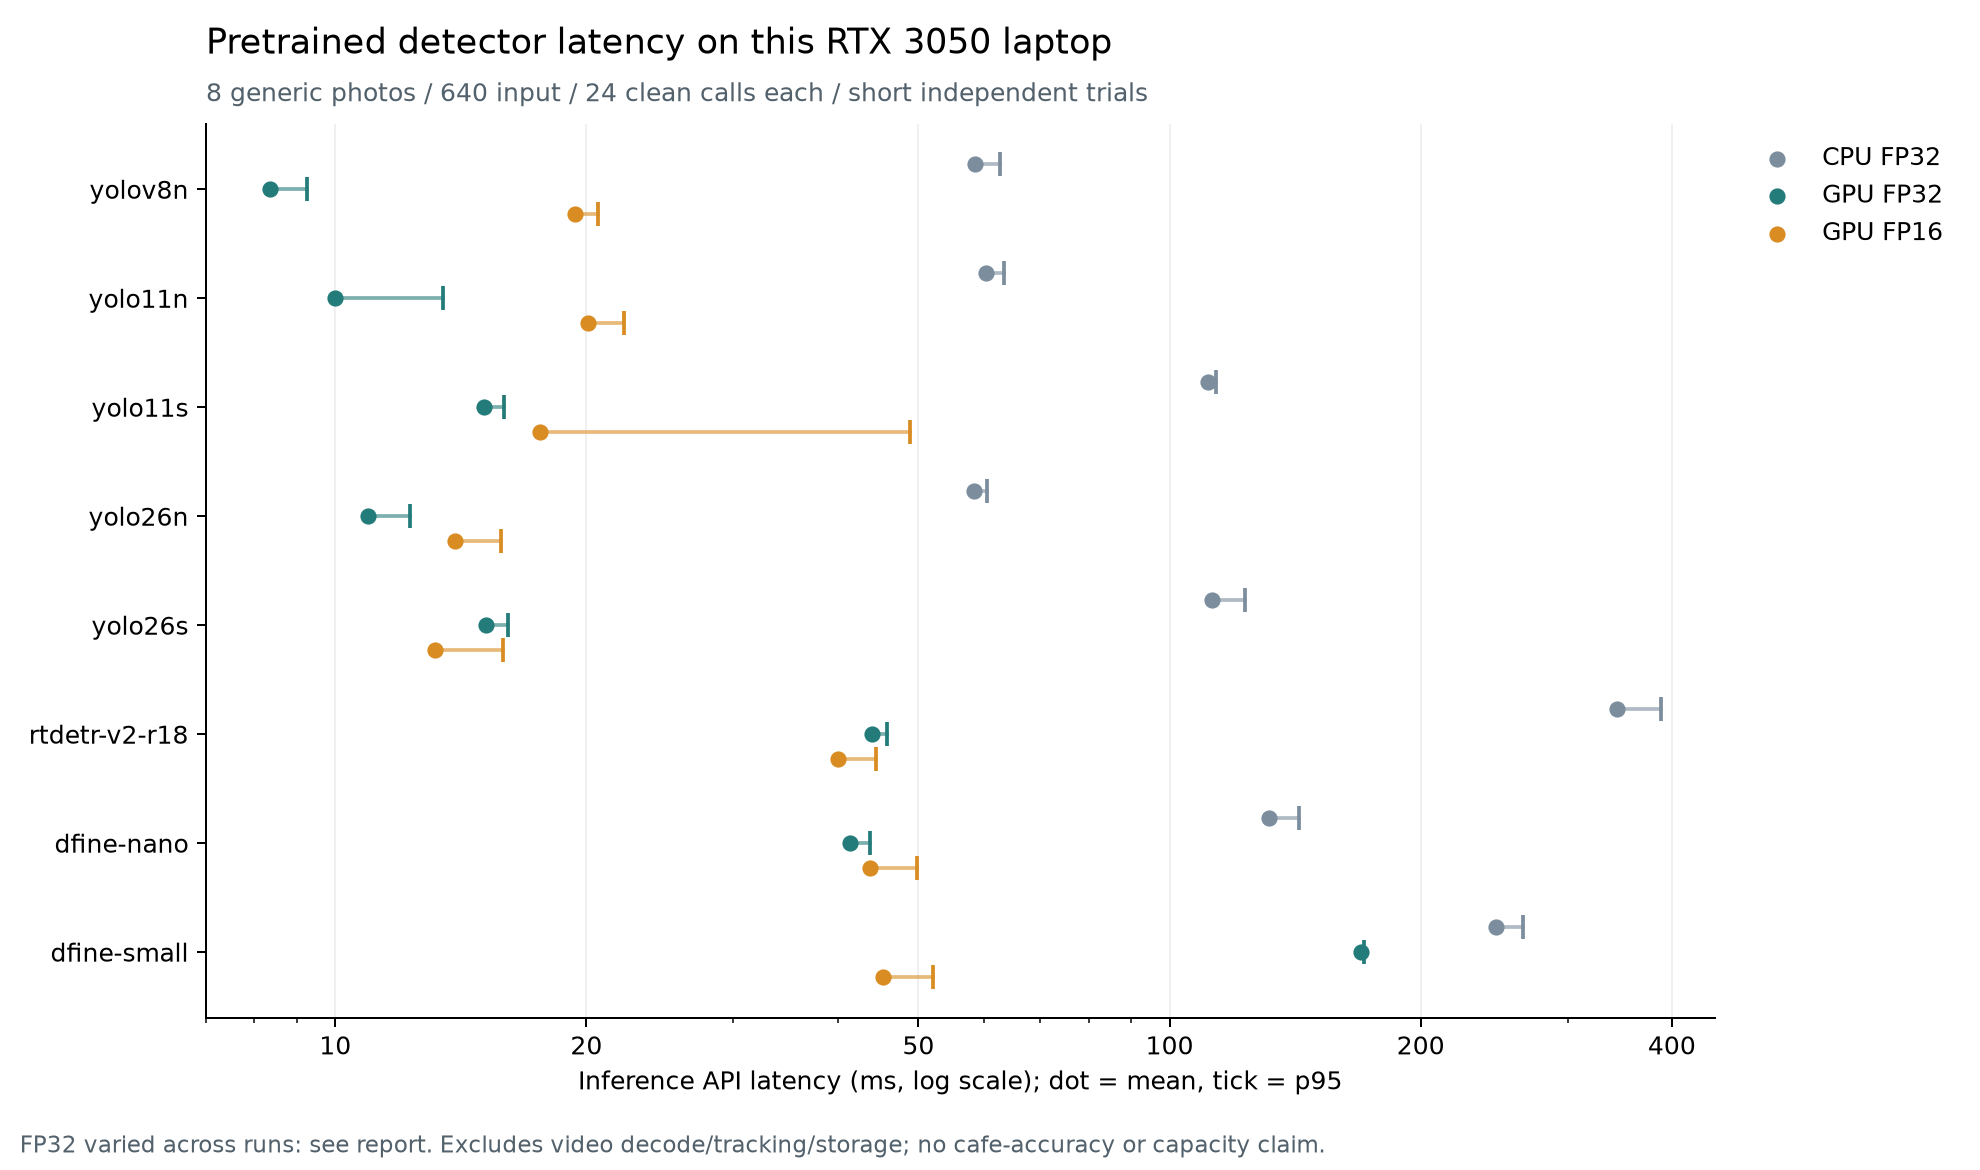 Pretrained detector latency on this RTX 3050 laptop
8 generic photos / 640 input / 24 clean calls each / short independent trials
CPU FP32
GPU FP32
GPU FP16
yolov8n
yolo11n
yolo11s
yolo26n
yolo26s
rtdetr-v2-r18
dfine-nano
dfine-small
10 20 50 100 200 400
Inference API latency (ms, log scale); dot = mean, tick = p95
FP32 varied across runs: see report. Excludes video decode/tracking/storage; no cafe-accuracy or capacity claim.